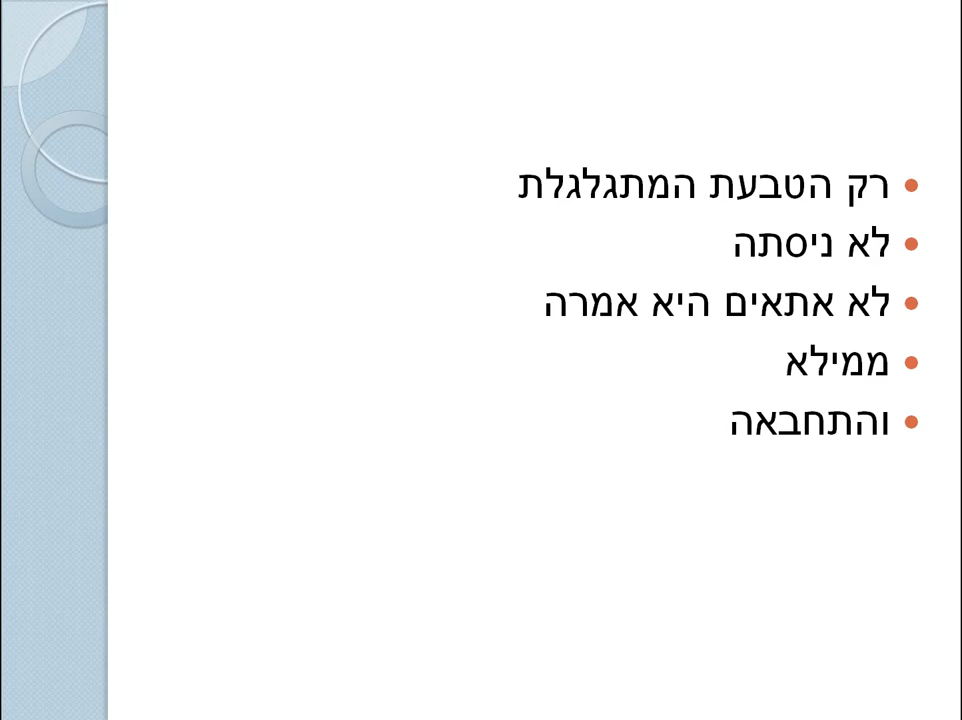 רק הטבעת המתגלגלת
לא ניסתה
לא אתאים היא אמרה
ממילא
והתחבאה